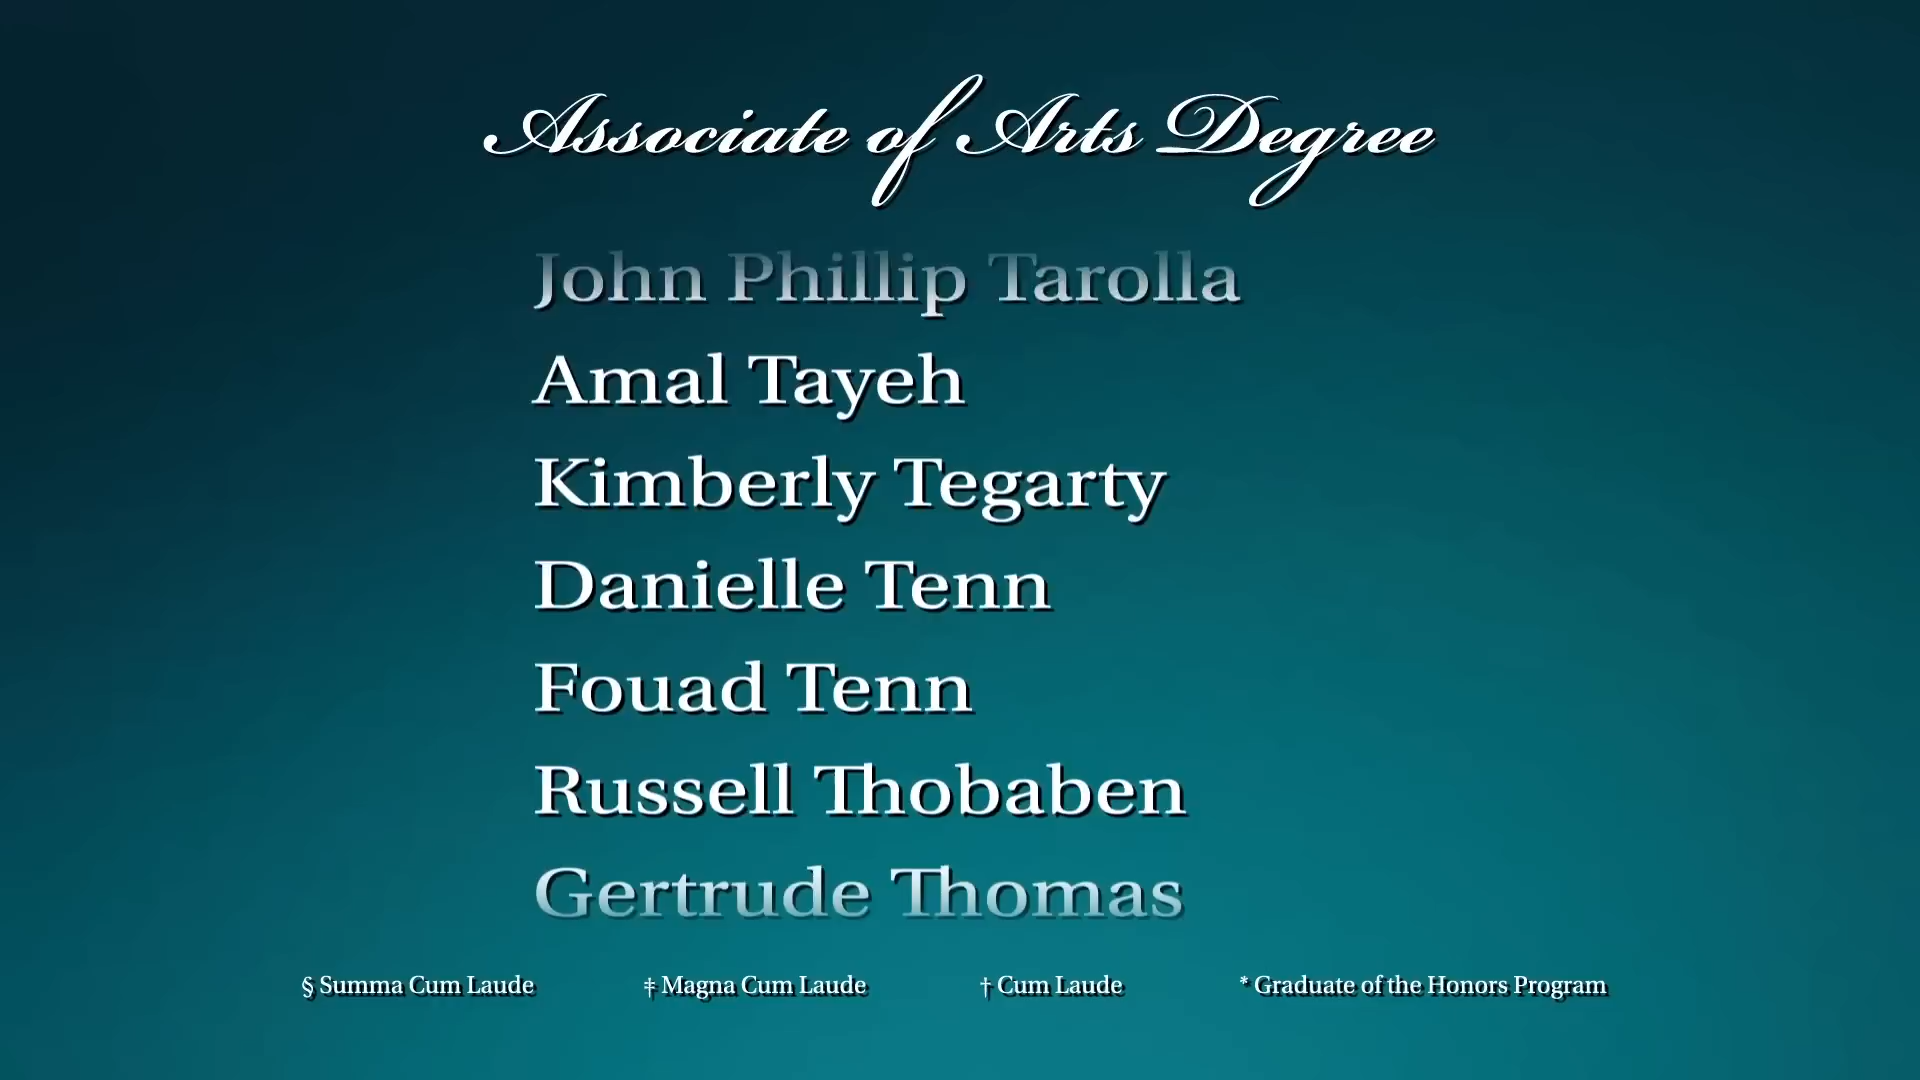 Associate of Arts Degree
John Phillip Tarolla
Amal Tayeh
Kimberly Tegarty
Danielle Tenn
Fouad Tenn
Russell Thobaben
Gertrude Thomas
§ Summa Cum Laude ‡ Magna Cum Laude † Cum Laude * Graduate of the Honors Program